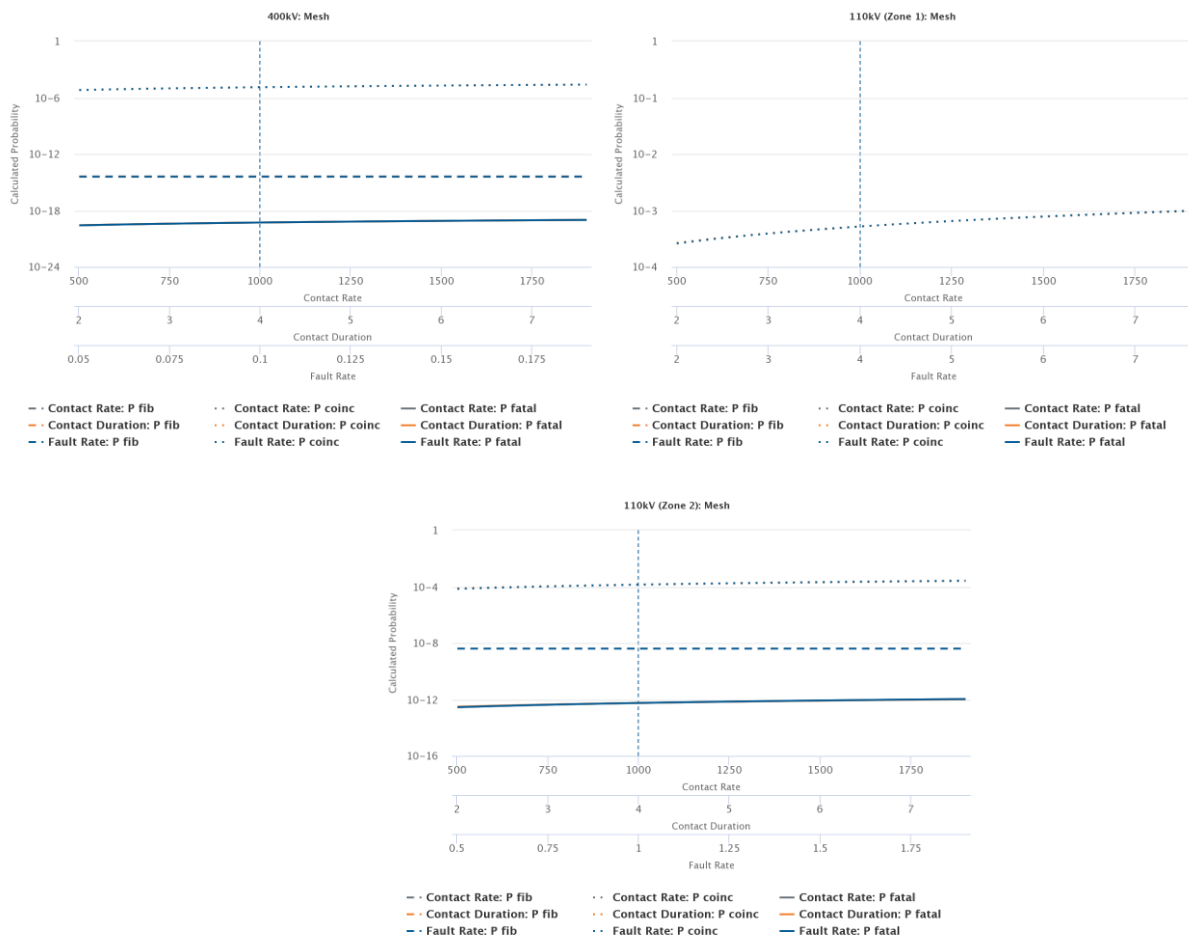 400kV: Mesh
Calculated Probability
1
10−6
10−12
10−18
10−24
500 750 1000 1250 1500 1750
Contact Rate
2 3 4 5 6 7
Contact Duration
0.05 0.075 0.1 0.125 0.15 0.175
Fault Rate
Contact Rate: P fib Contact Rate: P coinc Contact Rate: P fatal
Contact Duration: P fib Contact Duration: P coinc Contact Duration: P fatal
Fault Rate: P fib Fault Rate: P coinc Fault Rate: P fatal
110kV (Zone 1): Mesh
Calculated Probability
1
10−1
10−2
10−3
10−4
500 750 1000 1250 1500 1750
Contact Rate
2 3 4 5 6 7
Contact Duration
2 3 4 5 6 7
Fault Rate
Contact Rate: P fib Contact Rate: P coinc Contact Rate: P fatal
Contact Duration: P fib Contact Duration: P coinc Contact Duration: P fatal
Fault Rate: P fib Fault Rate: P coinc Fault Rate: P fatal
110kV (Zone 2): Mesh
Calculated Probability
1
10−4
10−8
10−12
10−16
500 750 1000 1250 1500 1750
Contact Rate
2 3 4 5 6 7
Contact Duration
0.5 0.75 1 1.25 1.5 1.75
Fault Rate
Contact Rate: P fib Contact Rate: P coinc Contact Rate: P fatal
Contact Duration: P fib Contact Duration: P coinc Contact Duration: P fatal
Fault Rate: P fib Fault Rate: P coinc Fault Rate: P fatal